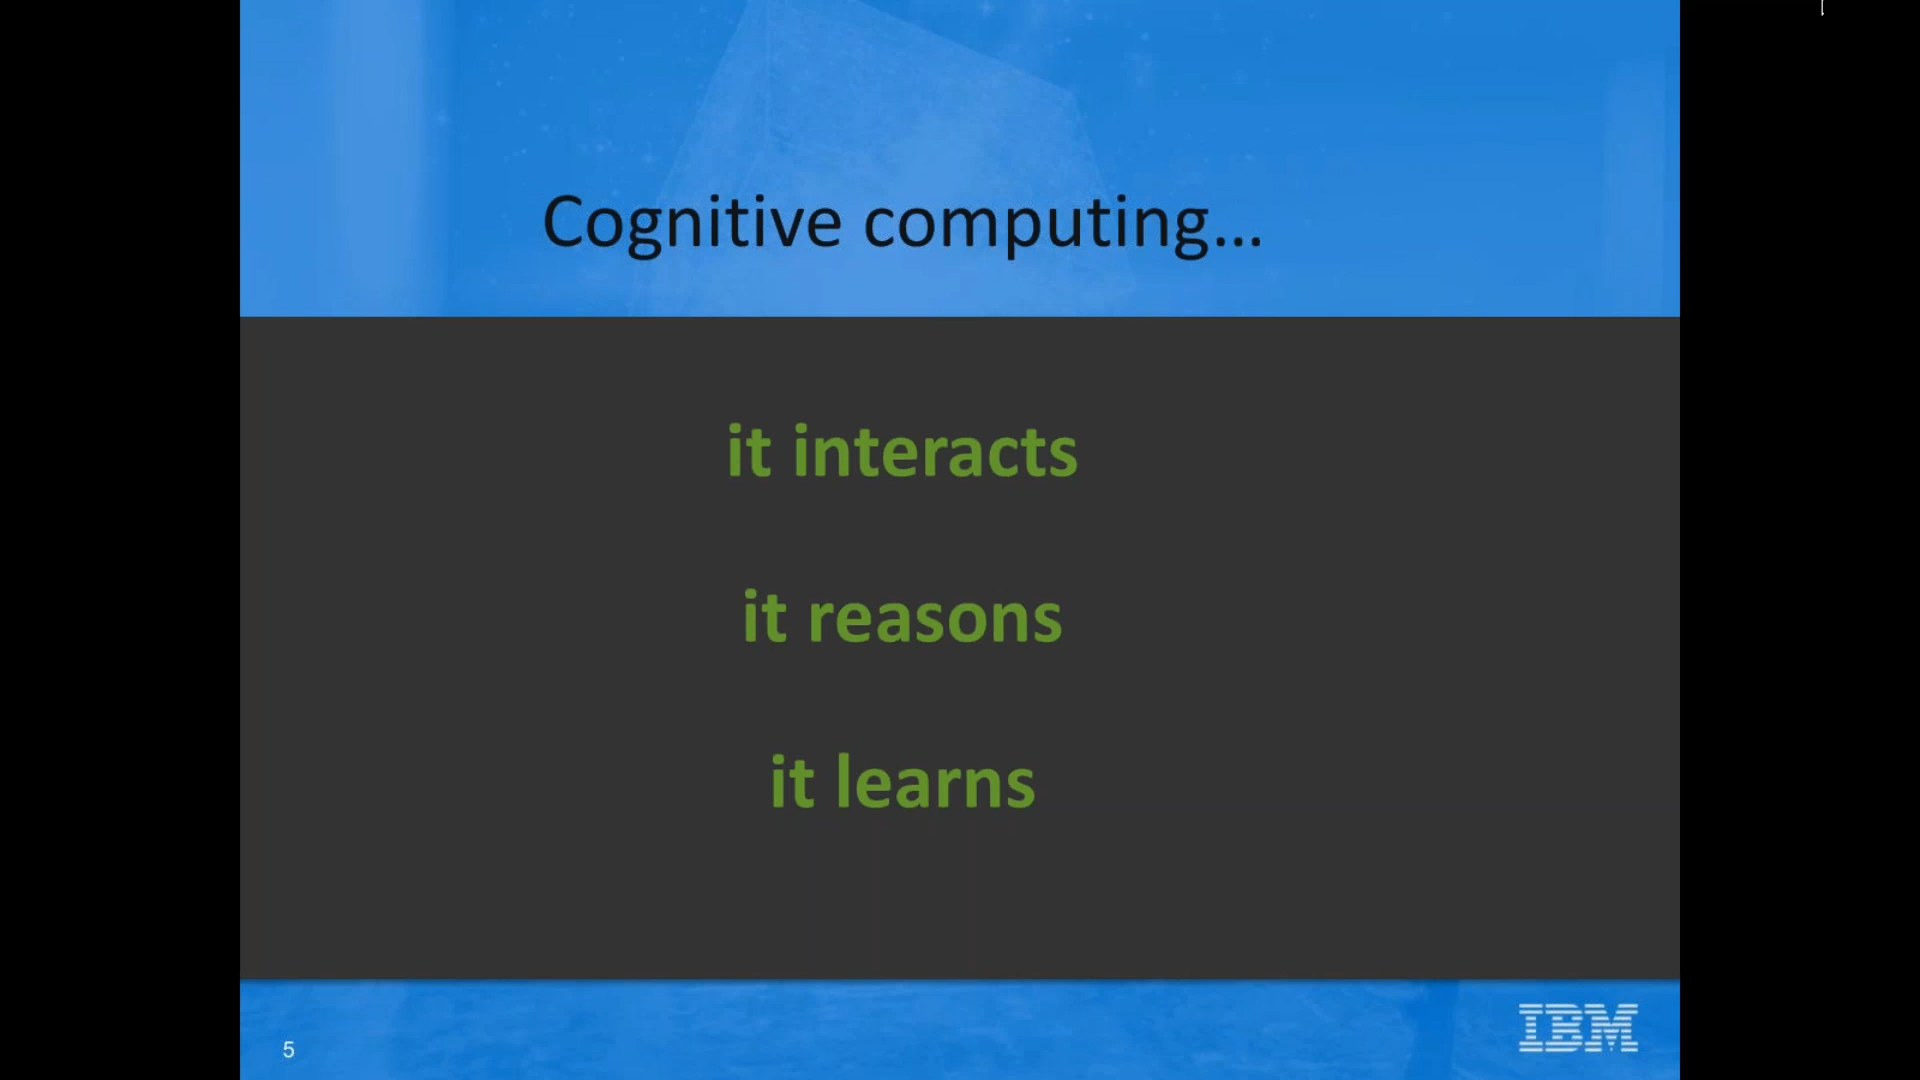 Cognitive computing...
it interacts
it reasons
it learns
5
IBM